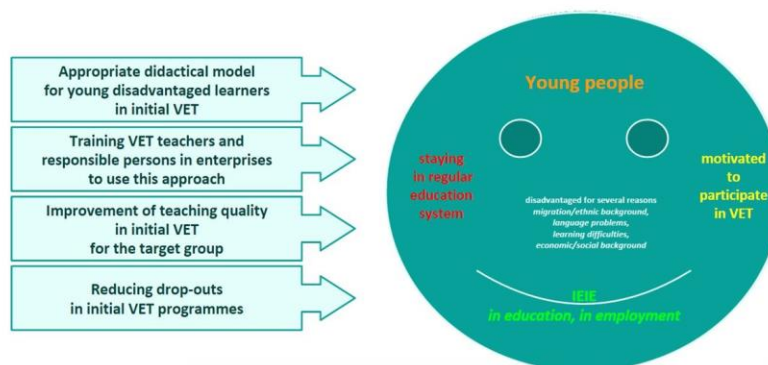 Appropriate didactical model
for young disadvantaged learners
in initial VET
Training VET teachers and
responsible persons in enterprises
to use this approach
Improvement of teaching quality
in initial VET
for the target group
Reducing drop-outs
in initial VET programmes
Young people
staying
in regular
education
system
motivated
to
participate
in VET
disadvantaged for several reasons
migration/ethnic background,
language problems,
learning difficulties,
economic/social background
IEIE
in education, in employment